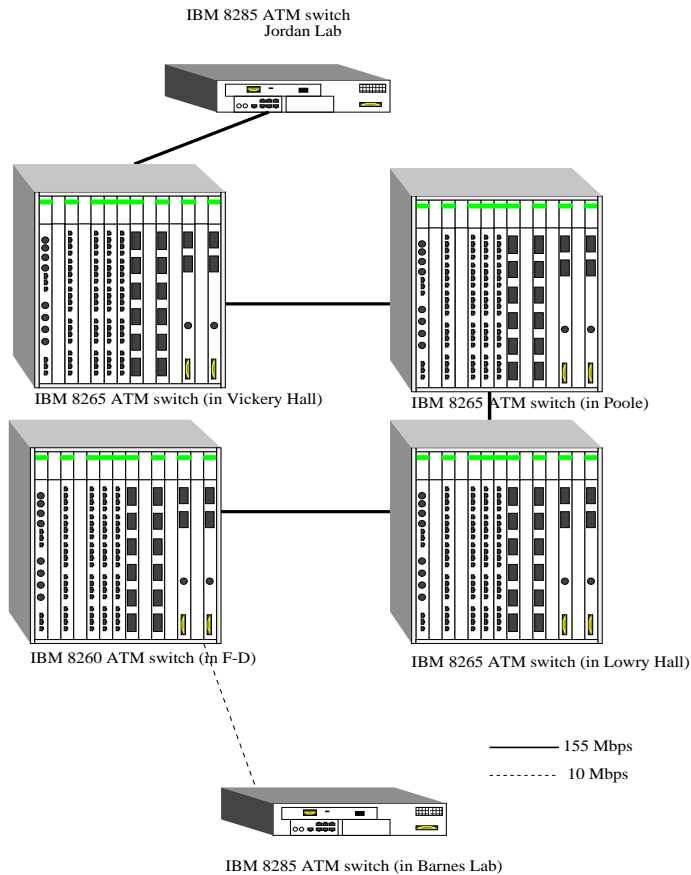 IBM 8285 ATM switch
Jordan Lab
IBM 8265 ATM switch (in Vickery Hall)
IBM 8265 ATM switch (in Poole)
IBM 8260 ATM switch (in F-D)
IBM 8265 ATM switch (in Lowry Hall)
155 Mbps
10 Mbps
IBM 8285 ATM switch (in Barnes Lab)